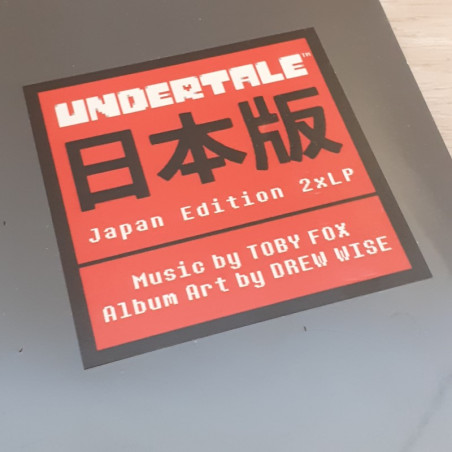 UNDERTALE™
日本版
Japan Edition 2xLP
Music by TOBY FOX
Album Art by DREW WISE